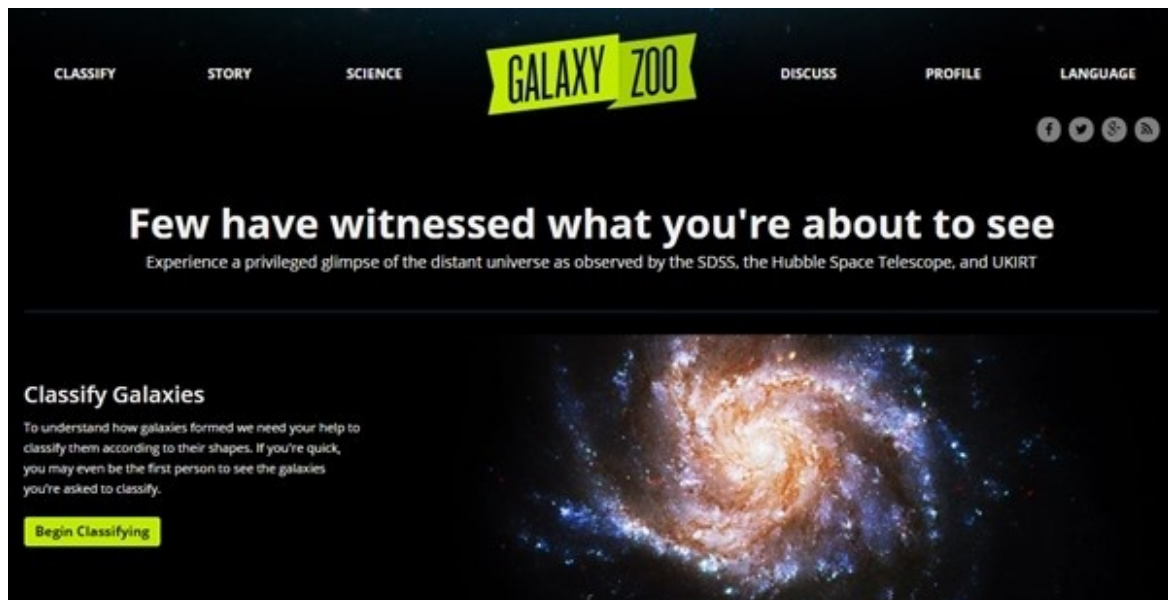 CLASSIFY STORY SCIENCE GALAXY ZOO DISCUSS PROFILE LANGUAGE
Few have witnessed what you're about to see
Experience a privileged glimpse of the distant universe as observed by the SDSS, the Hubble Space Telescope, and UKIRT
Classify Galaxies
To understand how galaxies formed we need your help to
classify them according to their shapes. If you're quick,
you may even be the first person to see the galaxies
you're asked to classify.
Begin Classifying